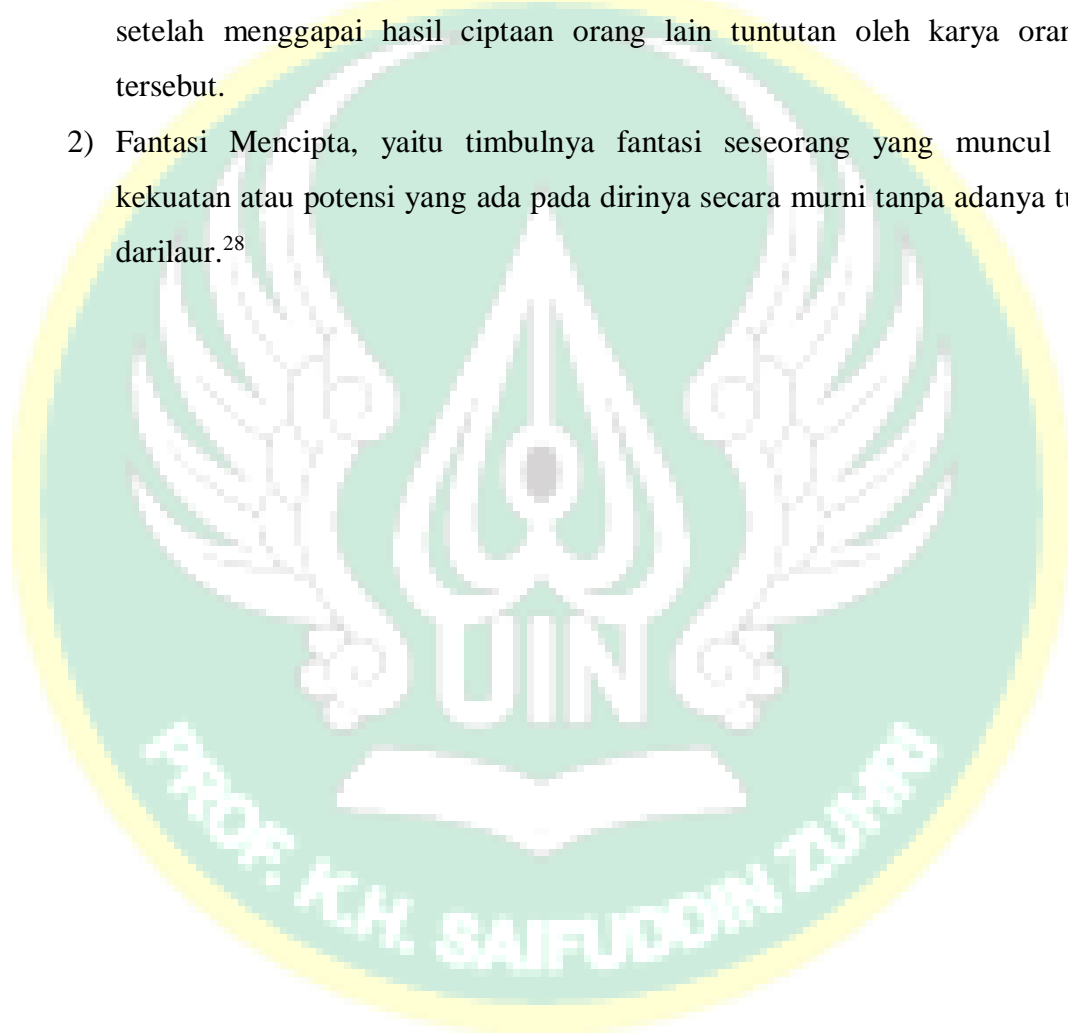 setelah menggapai hasil ciptaan orang lain tuntutan oleh karya oran
tersebut.
2) Fantasi Mencipta, yaitu timbulnya fantasi seseorang yang muncul
kekuatan atau potensi yang ada pada dirinya secara murni tanpa adanya tu
darilaur.28
UIN
PROF. K.H. SAIFUDDIN ZUHRI